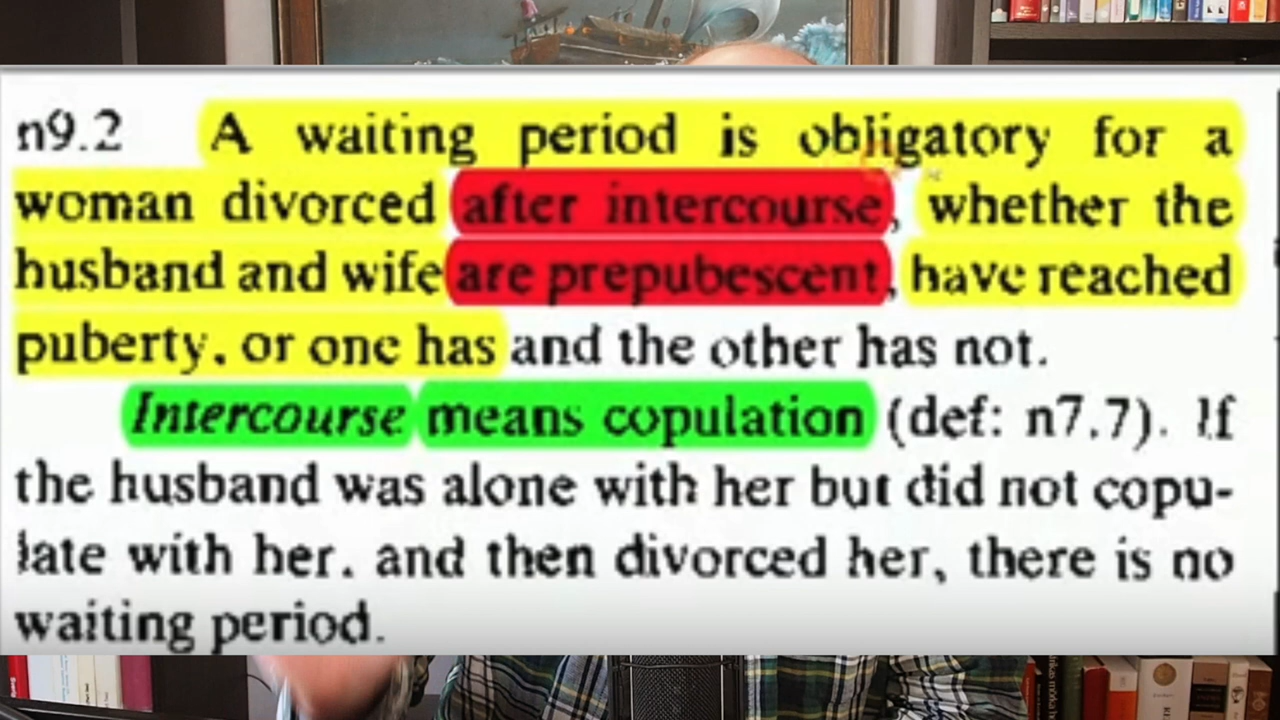 n9.2 A waiting period is obligatory for a
woman divorced after intercourse, whether the
husband and wife are prepubescent, have reached
puberty, or one has and the other has not.
Intercourse means copulation (def: n7.7). If
the husband was alone with her but did not copu-
late with her, and then divorced her, there is no
waiting period.